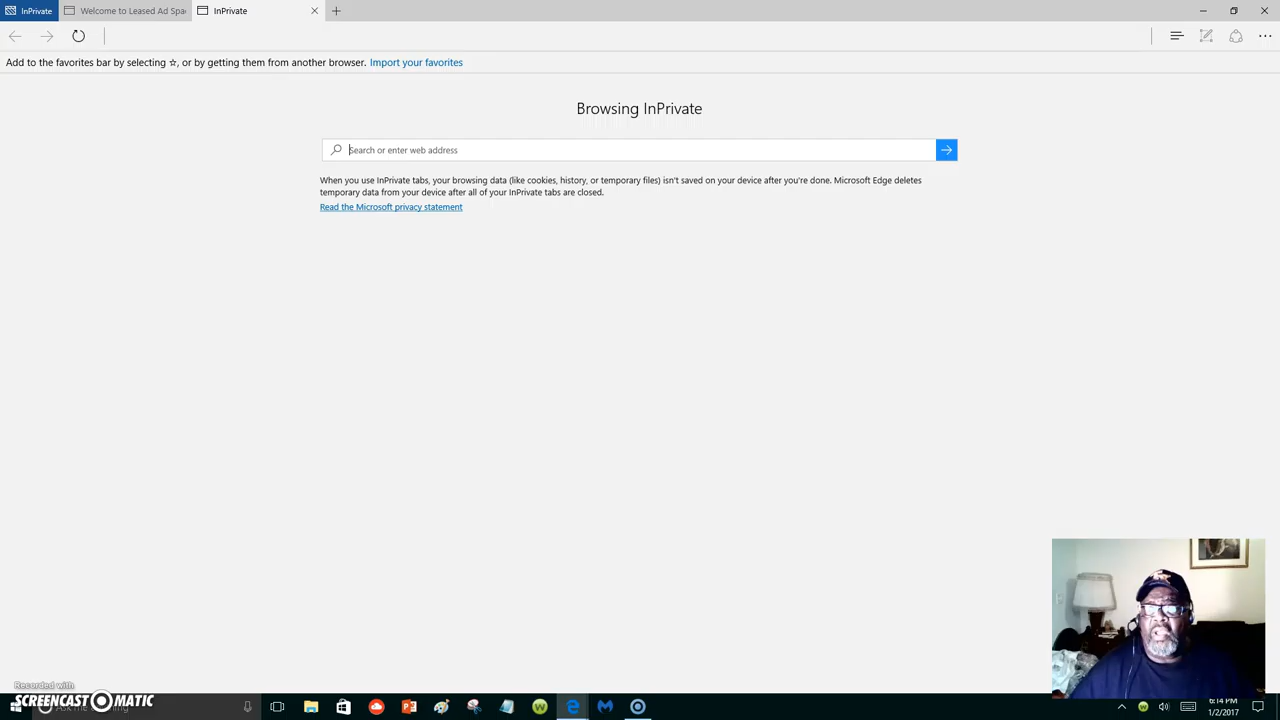 InPrivate
Welcome to Leased Ad Spa
InPrivate
Add to the favorites bar by selecting ☆, or by getting them from another browser. Import your favorites
Browsing InPrivate
Search or enter web address
When you use InPrivate tabs, your browsing data (like cookies, history, or temporary files) isn't saved on your device after you're done. Microsoft Edge deletes
temporary data from your device after all of your InPrivate tabs are closed.
Read the Microsoft privacy statement
Recorded with
SCREENCAST MATIC
6:14 PM
1/2/2017